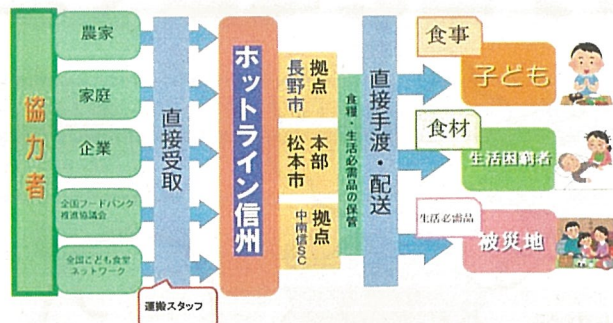 協力者
農家
家庭
企業
全国フードバンク
推進協議会
全国こども食堂
ネットワーク
直接受取
運搬スタッフ
ホットライン信州
拠点
長野市
本部
松本市
拠点
中南信SC
食糧・生活必需品の保管
直接手渡・配送
食事
子ども
食材
生活困窮者
生活必需品
被災地